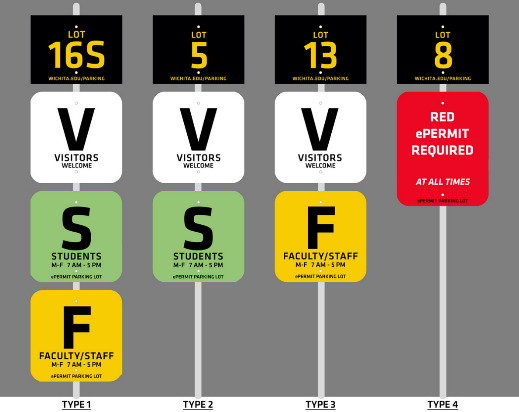 LOT
16S
WICHITA.EDU/PARKING
V
VISITORS
WELCOME
S
STUDENTS
M-F 7 AM - 5 PM
ePERMIT PARKING LOT
F
FACULTY/STAFF
M-F 7 AM - 5 PM
ePERMIT PARKING LOT
TYPE 1
LOT
5
WICHITA.EDU/PARKING
V
VISITORS
WELCOME
S
STUDENTS
M-F 7 AM - 5 PM
ePERMIT PARKING LOT
TYPE 2
LOT
13
WICHITA.EDU/PARKING
V
VISITORS
WELCOME
F
FACULTY/STAFF
M-F 7 AM - 5 PM
ePERMIT PARKING LOT
TYPE 3
LOT
8
WICHITA.EDU/PARKING
RED
ePERMIT
REQUIRED
AT ALL TIMES
ePERMIT PARKING LOT
TYPE 4